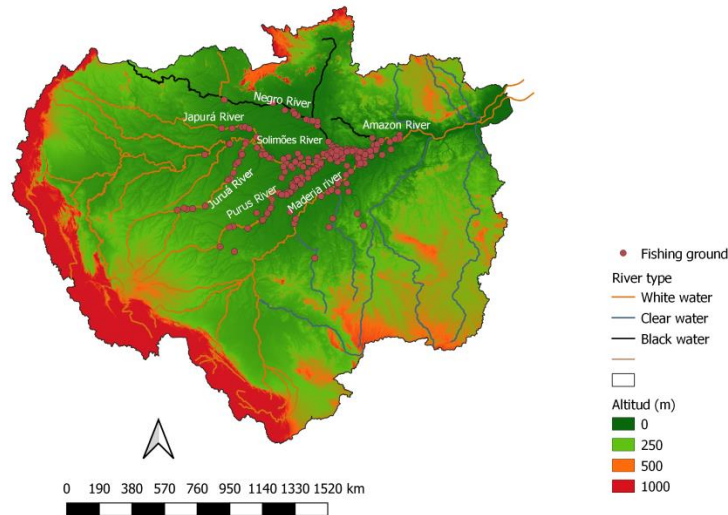 Negro River
Japurá River
Amazon River
Solimões River
Juruá River
Purus River
Maderia river
Fishing ground
River type
White water
Clear water
Black water
Altitud (m)
0
250
500
1000
0 190 380 570 760 950 1140 1330 1520 km